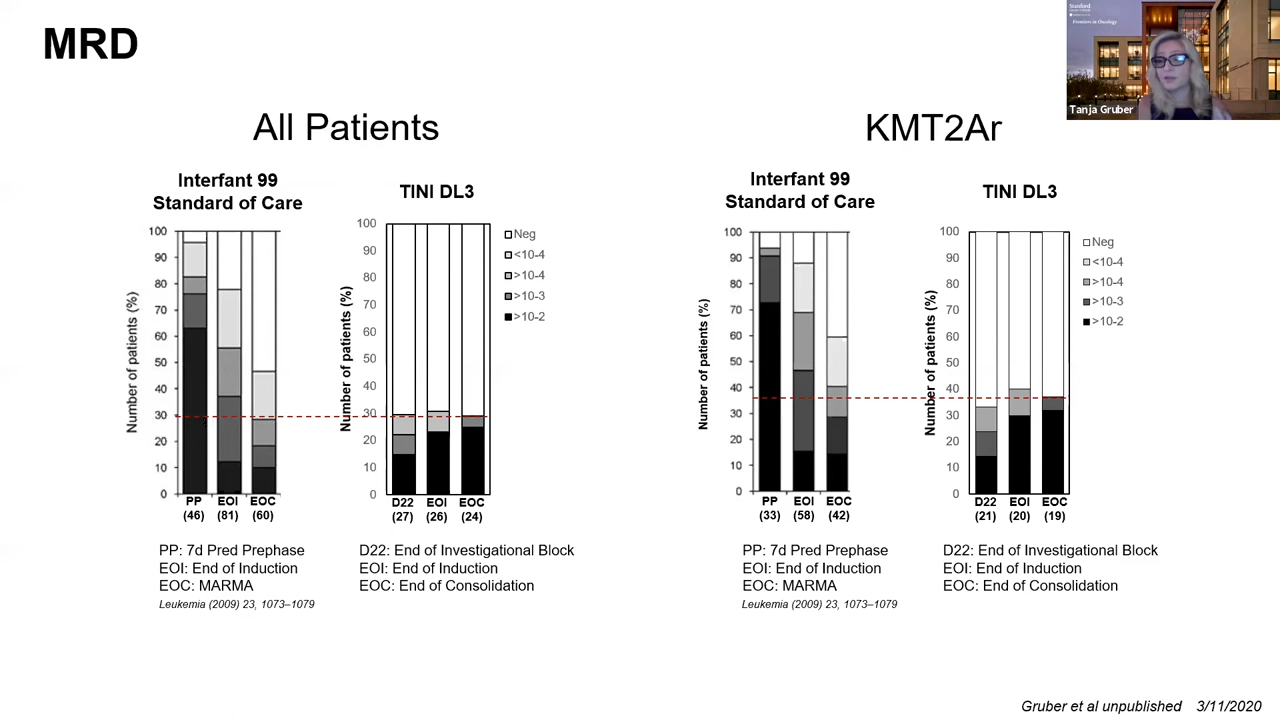 MRD
Stanford
Frontiers in Oncology
Tanja Gruber
All Patients
Interfant 99
Standard of Care
Number of patients (%)
100
90
80
70
60
50
40
30
20
10
0
PP
(46)
EOI
(81)
EOC
(60)
PP: 7d Pred Prephase
EOI: End of Induction
EOC: MARMA
Leukemia (2009) 23, 1073–1079
TINI DL3
Number of patients (%)
100
90
80
70
60
50
40
30
20
10
0
Neg
<10-4
>10-4
>10-3
>10-2
D22
(27)
EOI
(26)
EOC
(24)
D22: End of Investigational Block
EOI: End of Induction
EOC: End of Consolidation
KMT2Ar
Interfant 99
Standard of Care
Number of patients (%)
100
90
80
70
60
50
40
30
20
10
0
PP
(33)
EOI
(58)
EOC
(42)
PP: 7d Pred Prephase
EOI: End of Induction
EOC: MARMA
Leukemia (2009) 23, 1073–1079
TINI DL3
Number of patients (%)
100
90
80
70
60
50
40
30
20
10
0
Neg
<10-4
>10-4
>10-3
>10-2
D22
(21)
EOI
(20)
EOC
(19)
D22: End of Investigational Block
EOI: End of Induction
EOC: End of Consolidation
Gruber et al unpublished 3/11/2020